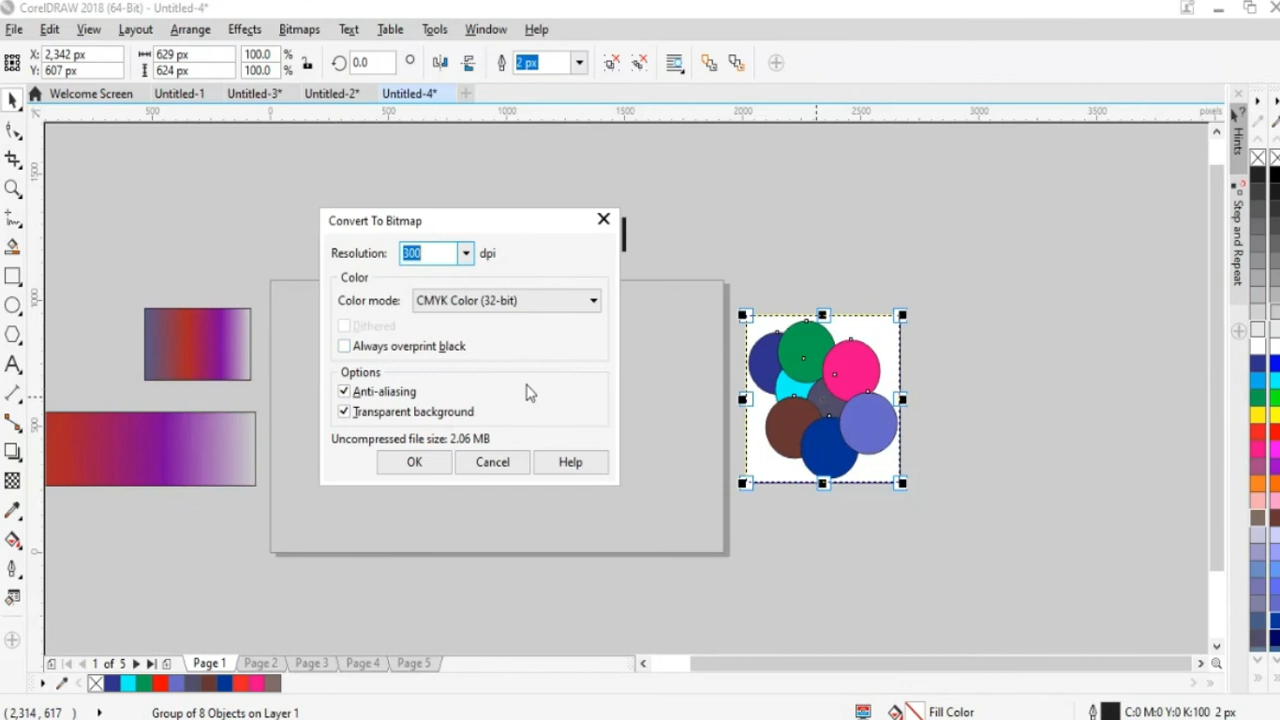 CorelDRAW 2018 (64-Bit) - Untitled-4*
File Edit View Layout Arrange Effects Bitmaps Text Table Tools Window Help
X: 2,342 px 629 px 100.0 % 0.0 2 px
Y: 607 px 624 px 100.0 %
Welcome Screen Untitled-1 Untitled-3* Untitled-2* Untitled-4*
500 0 500 1000 1500 2000 2500 3000 3500 pixels
Hints
Step and Repeat
1500
1000
500
0
Convert To Bitmap
Resolution: 300 dpi
Color
Color mode: CMYK Color (32-bit)
Dithered
Always overprint black
Options
Anti-aliasing
Transparent background
Uncompressed file size: 2.06 MB
OK Cancel Help
1 of 5 Page 1 Page 2 Page 3 Page 4 Page 5
(2,314, 617 ) Group of 8 Objects on Layer 1 Fill Color C:0 M:0 Y:0 K:100 2 px